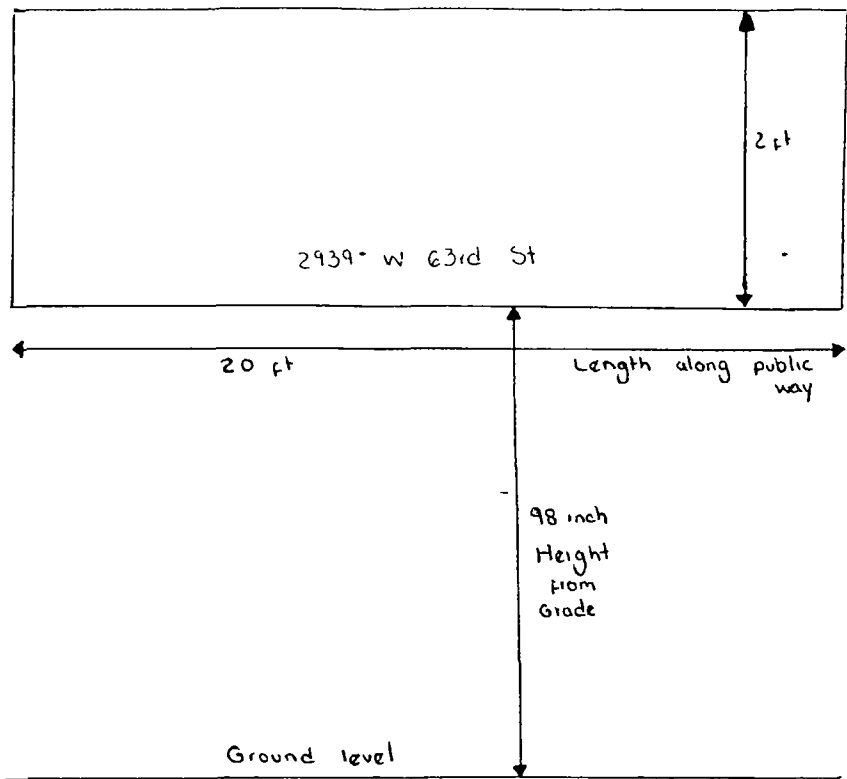 2 ft
2939 W 63rd St
20 ft
Length along public
way
98 inch
Height
from
Grade
Ground level